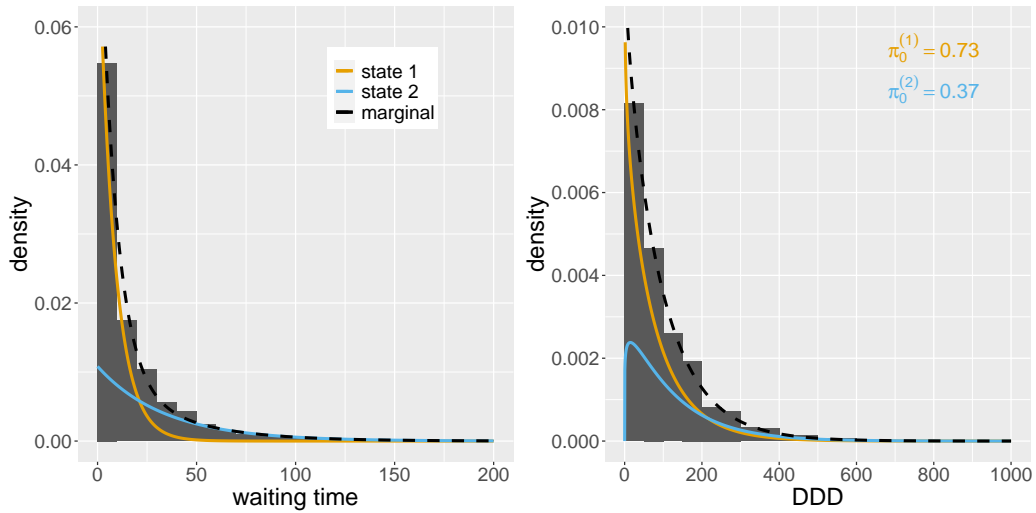 0.06
0.04
0.02
0.00
density
0 50 100 150 200
waiting time
state 1
state 2
marginal
0.010
0.008
0.006
0.004
0.002
0.000
density
0 200 400 600 800 1000
DDD
π₀⁽¹⁾ = 0.73
π₀⁽²⁾ = 0.37